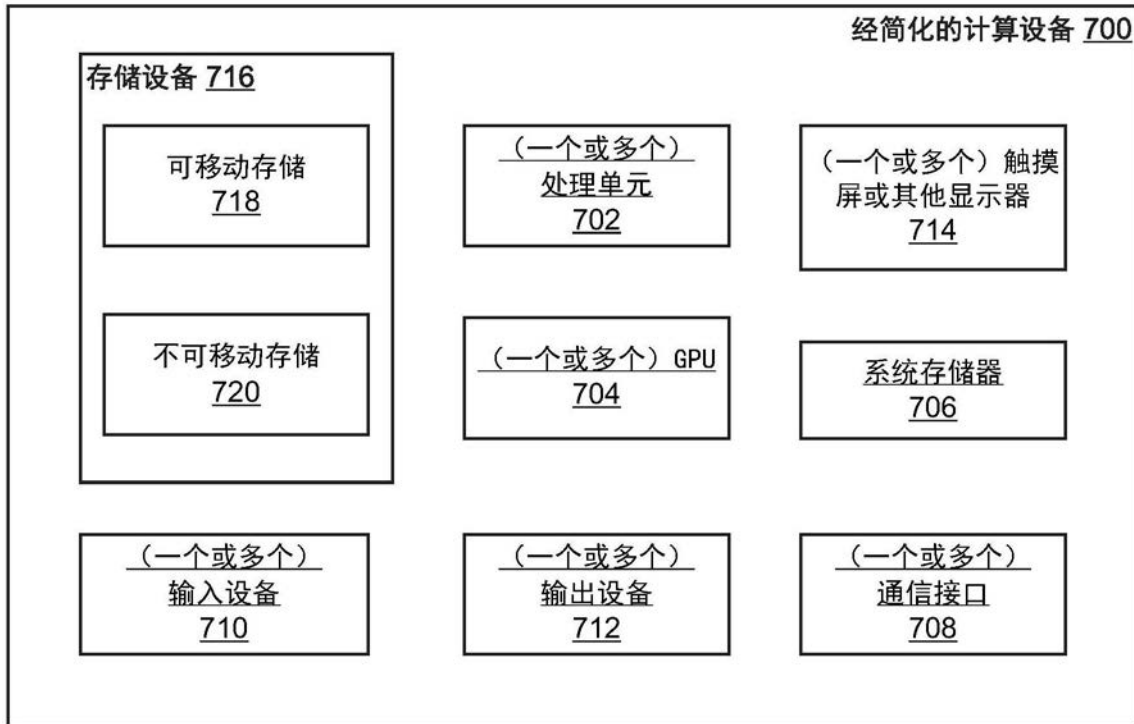 经简化的计算设备 700
存储设备 716
可移动存储
718
(一个或多个)
处理单元
702
(一个或多个)触摸
屏或其他显示器
714
不可移动存储
720
(一个或多个)GPU
704
系统存储器
706
(一个或多个)
输入设备
710
(一个或多个)
输出设备
712
(一个或多个)
通信接口
708